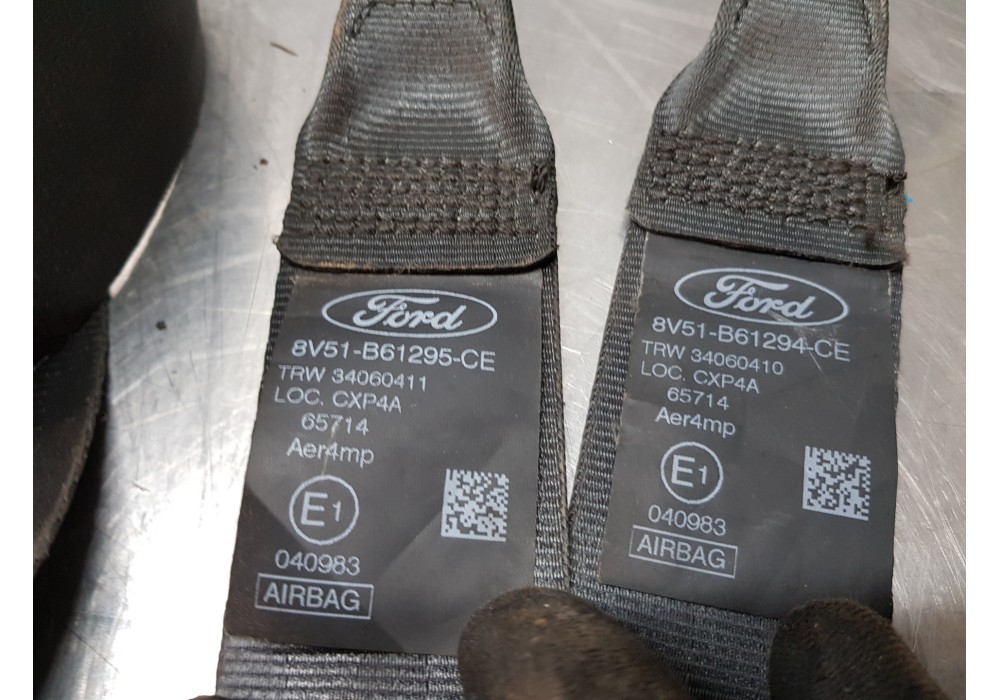 Ford
8V51-B61295-CE
TRW 34060411
LOC. CXP4A
65714
Aer4mp
E1
040983
AIRBAG
Ford
8V51-B61294-CE
TRW 34060410
LOC. CXP4A
65714
Aer4mp
E1
040983
AIRBAG